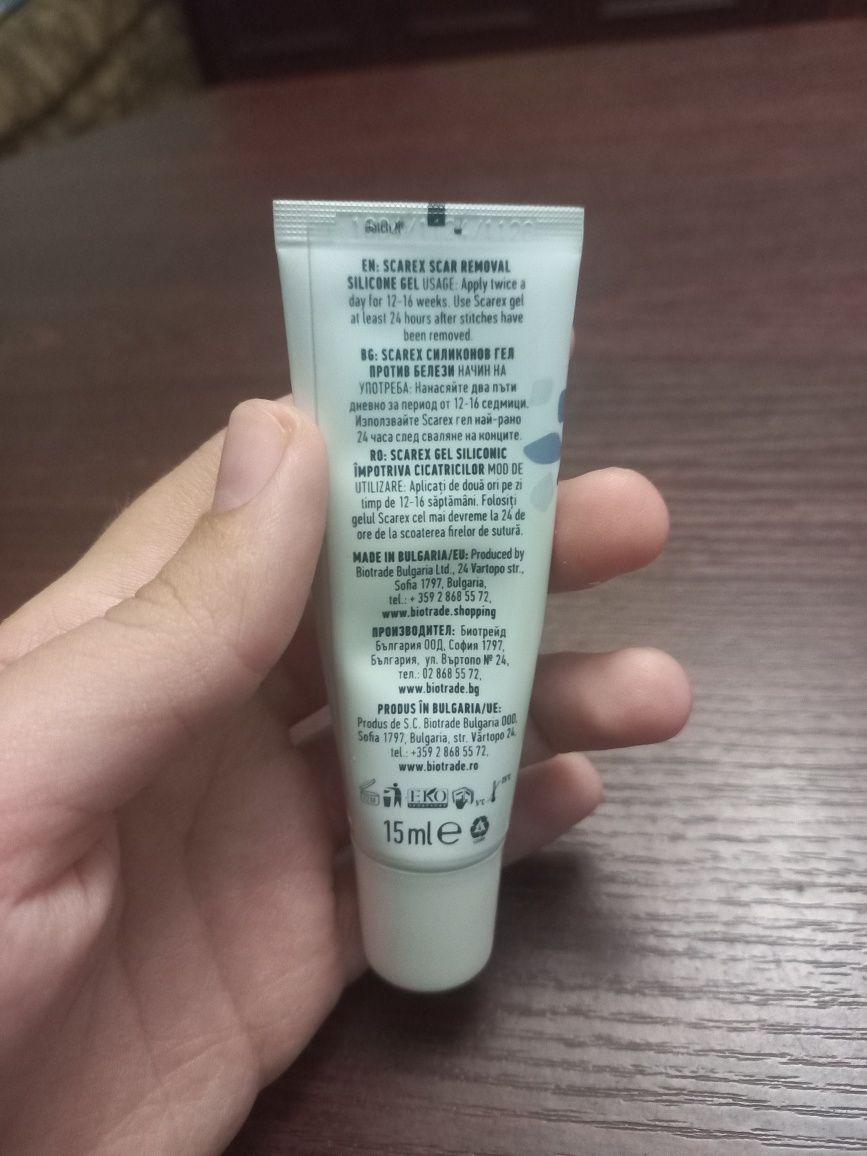 EN: SCAREX SCAR REMOVAL
SILICONE GEL USAGE: Apply twice a
day for 12-16 weeks. Use Scarex gel
at least 24 hours after stitches have
been removed.
BG: SCAREX СИЛИКОНОВ ГЕЛ
ПРОТИВ БЕЛЕЗИ НАЧИН НА
УПОТРЕБА: Нанасяйте два пъти
дневно за период от 12-16 седмици.
Използвайте Scarex гел най-рано
24 часа след сваляне на конците.
RO: SCAREX GEL SILICONIC
ÎMPOTRIVA CICATRICILOR MOD DE
UTILIZARE: Aplicați de două ori pe zi
timp de 12-16 săptămâni. Folosiți
gelul Scarex cel mai devreme la 24 de
ore de la scoaterea firelor de sutură.
MADE IN BULGARIA/EU: Produced by
Biotrade Bulgaria Ltd., 24 Vartopo str.,
Sofia 1797, Bulgaria,
tel.: + 359 2 868 55 72,
www.biotrade.shopping
ПРОИЗВОДИТЕЛ: Биотрейд
България ООД, София 1797,
България, ул. Въртопо № 24,
тел.: 02 868 55 72,
www.biotrade.bg
PRODUS ÎN BULGARIA/UE:
Produs de S.C. Biotrade Bulgaria OOD,
Sofia 1797, Bulgaria, str. Vărtopo 24,
tel.: +359 2 868 55 72,
www.biotrade.ro
EKO 5°C 25°C
15 ml e